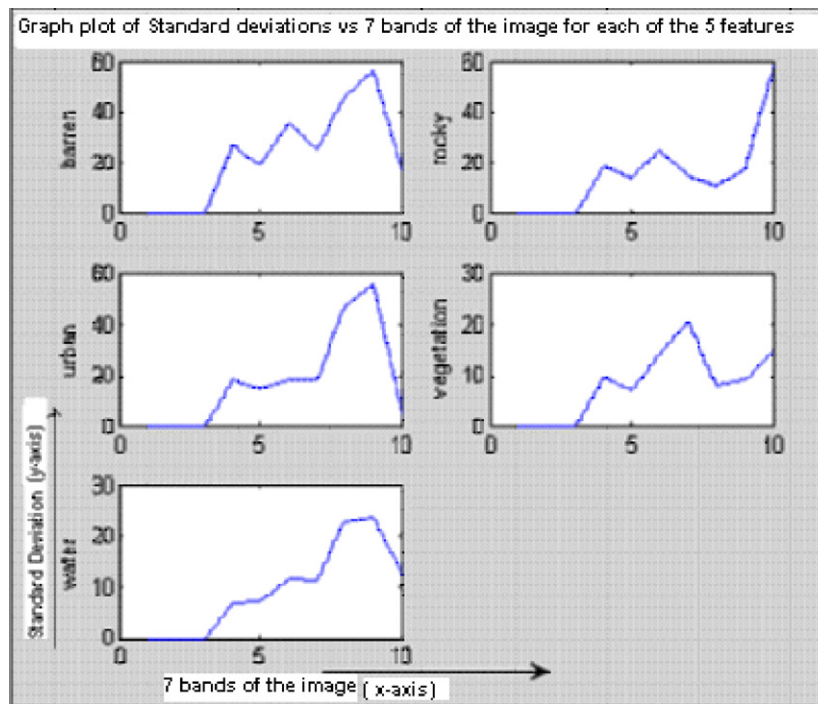 Graph plot of Standard deviations vs 7 bands of the image for each of the 5 features
60
40
20
0
barren
0 5 10
60
40
20
0
rocky
0 5 10
60
40
20
0
urban
0 5 10
30
20
10
0
vegetation
0 5 10
30
20
10
0
water
0 5 10
Standard Deviation (y-axis)
7 bands of the image ( x-axis )